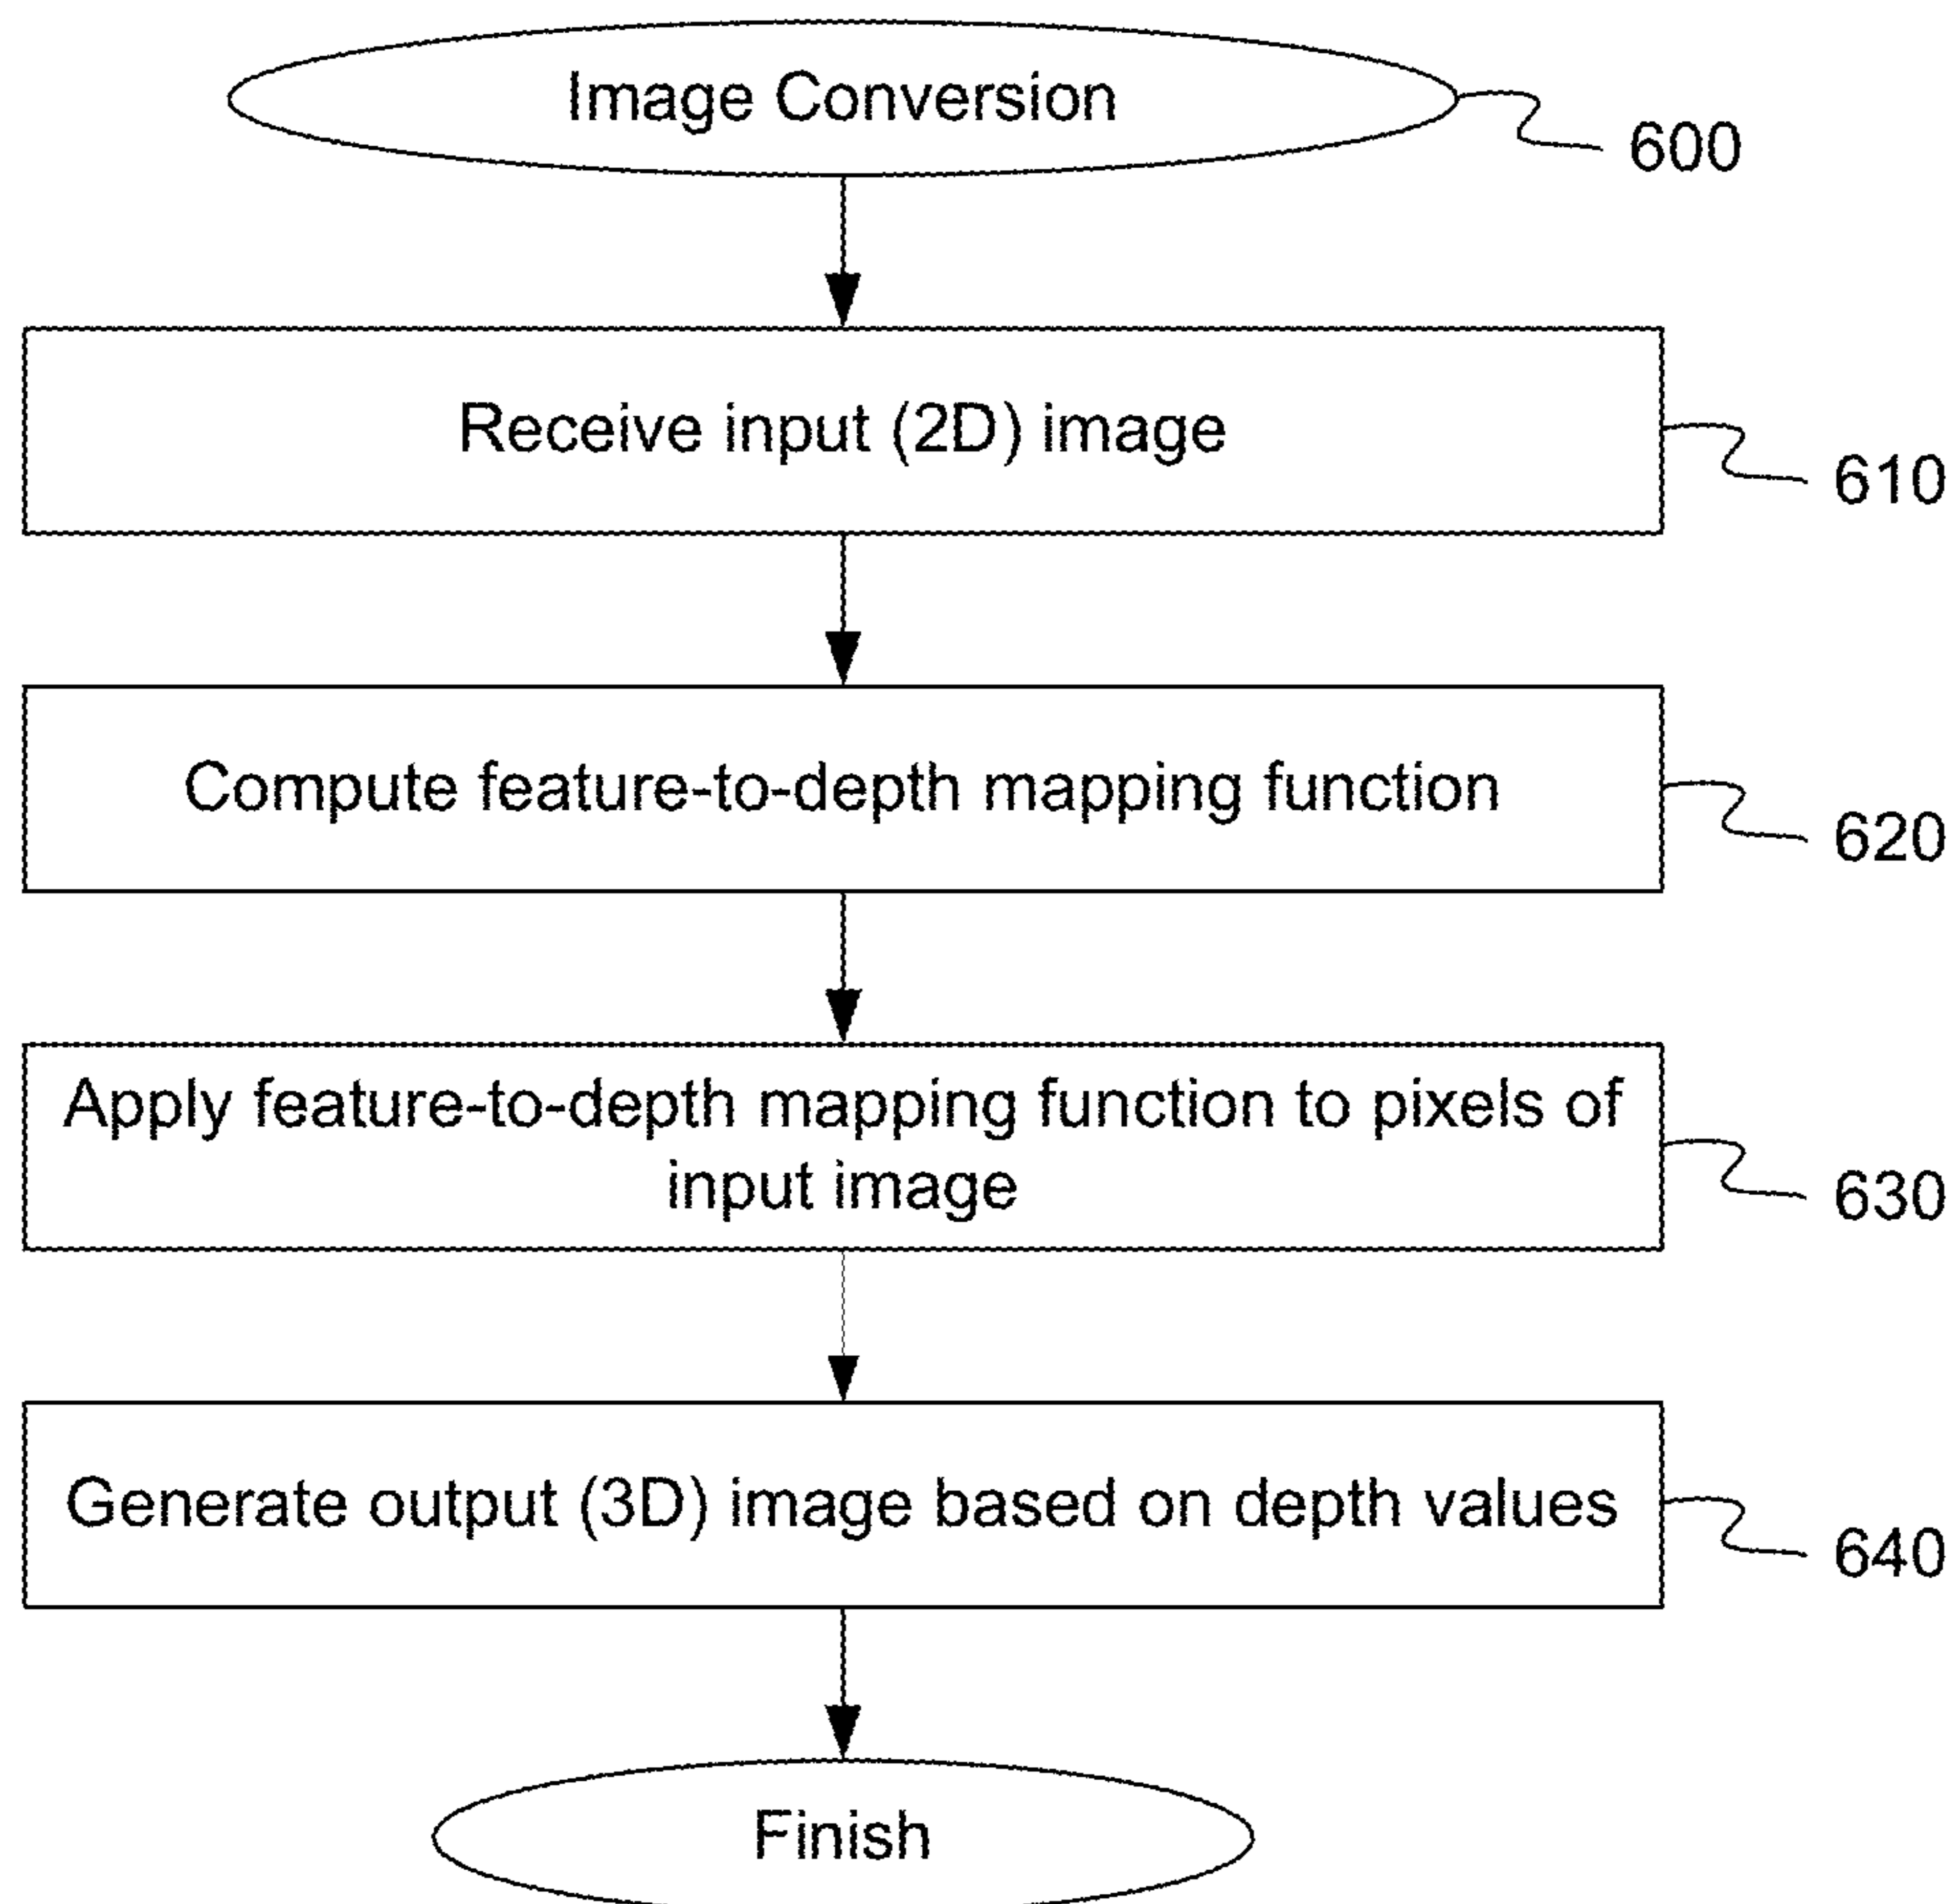 Image Conversion
600
Receive input (2D) image
610
Compute feature-to-depth mapping function
620
Apply feature-to-depth mapping function to pixels of
input image
630
Generate output (3D) image based on depth values
640
Finish